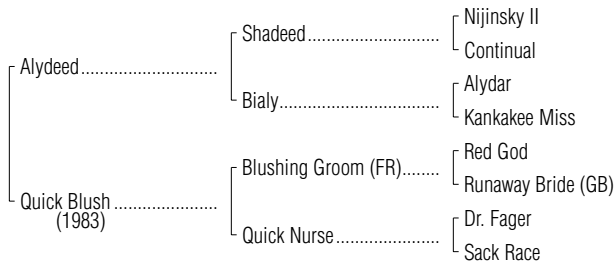 Nijinsky II
Shadeed..................................
Continual
Alydeed...................................
Alydar
Bialy..............................................
Kankakee Miss
Red God
Blushing Groom (FR)........
Runaway Bride (GB)
Quick Blush ..........................
(1983)
Dr. Fager
Quick Nurse..........................
Sack Race